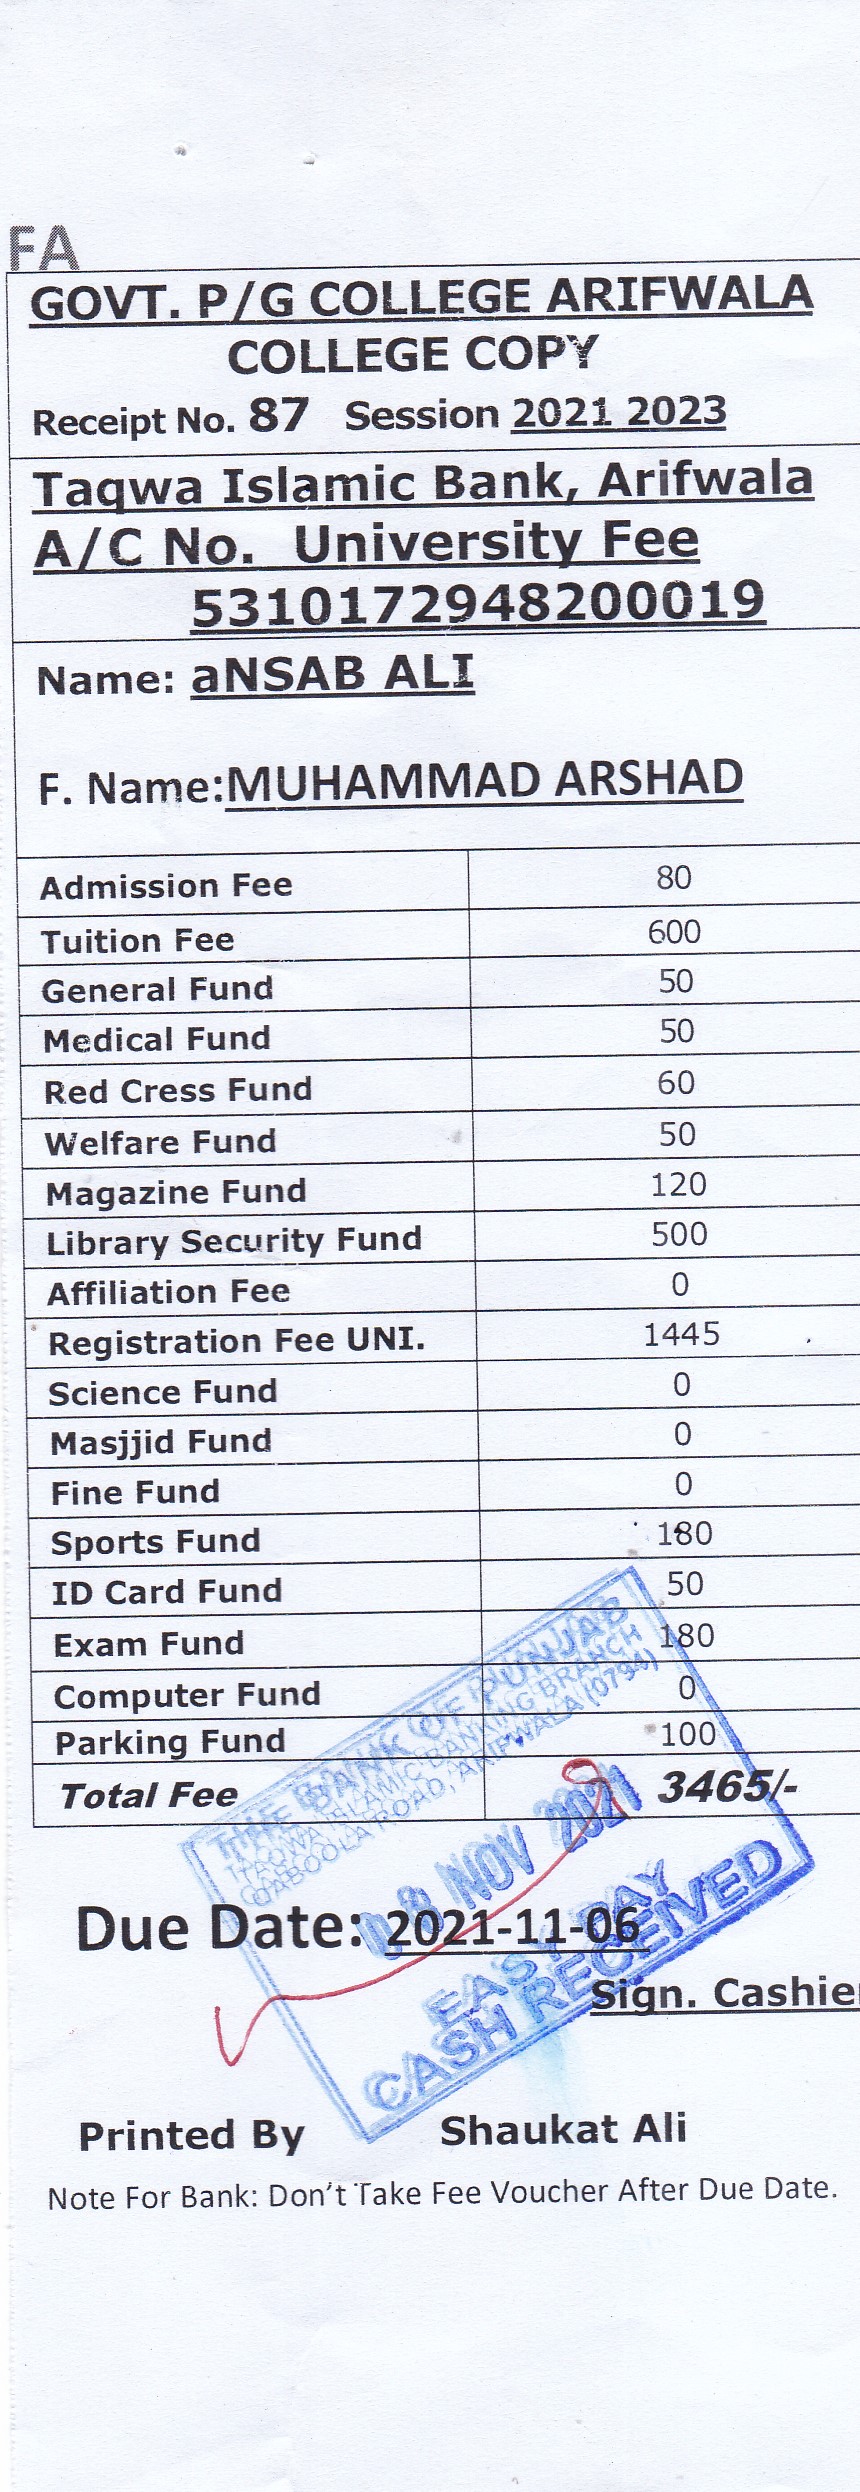 FA
GOVT. P/G COLLEGE ARIFWALA
COLLEGE COPY
Receipt No. 87 Session 2021 2023
Taqwa Islamic Bank, Arifwala
A/C No. University Fee
5310172948200019
Name: aNSAB ALI
F. Name:MUHAMMAD ARSHAD
Admission Fee 80
Tuition Fee 600
General Fund 50
Medical Fund 50
Red Cress Fund 60
Welfare Fund 50
Magazine Fund 120
Library Security Fund 500
Affiliation Fee 0
Registration Fee UNI. 1445
Science Fund 0
Masjjid Fund 0
Fine Fund 0
Sports Fund 180
ID Card Fund 50
Exam Fund 180
Computer Fund 0
Parking Fund 100
Total Fee 3465/-
THE BANK OF PUNJAB
TAQWA ISLAMIC BANKING BRANCH
QABOOLA ROAD, ARIFWALA (0794)
08 NOV 2021
EASY PAY
CASH RECEIVED
Due Date: 2021-11-06
Sign. Cashier
Printed By Shaukat Ali
Note For Bank: Don't Take Fee Voucher After Due Date.